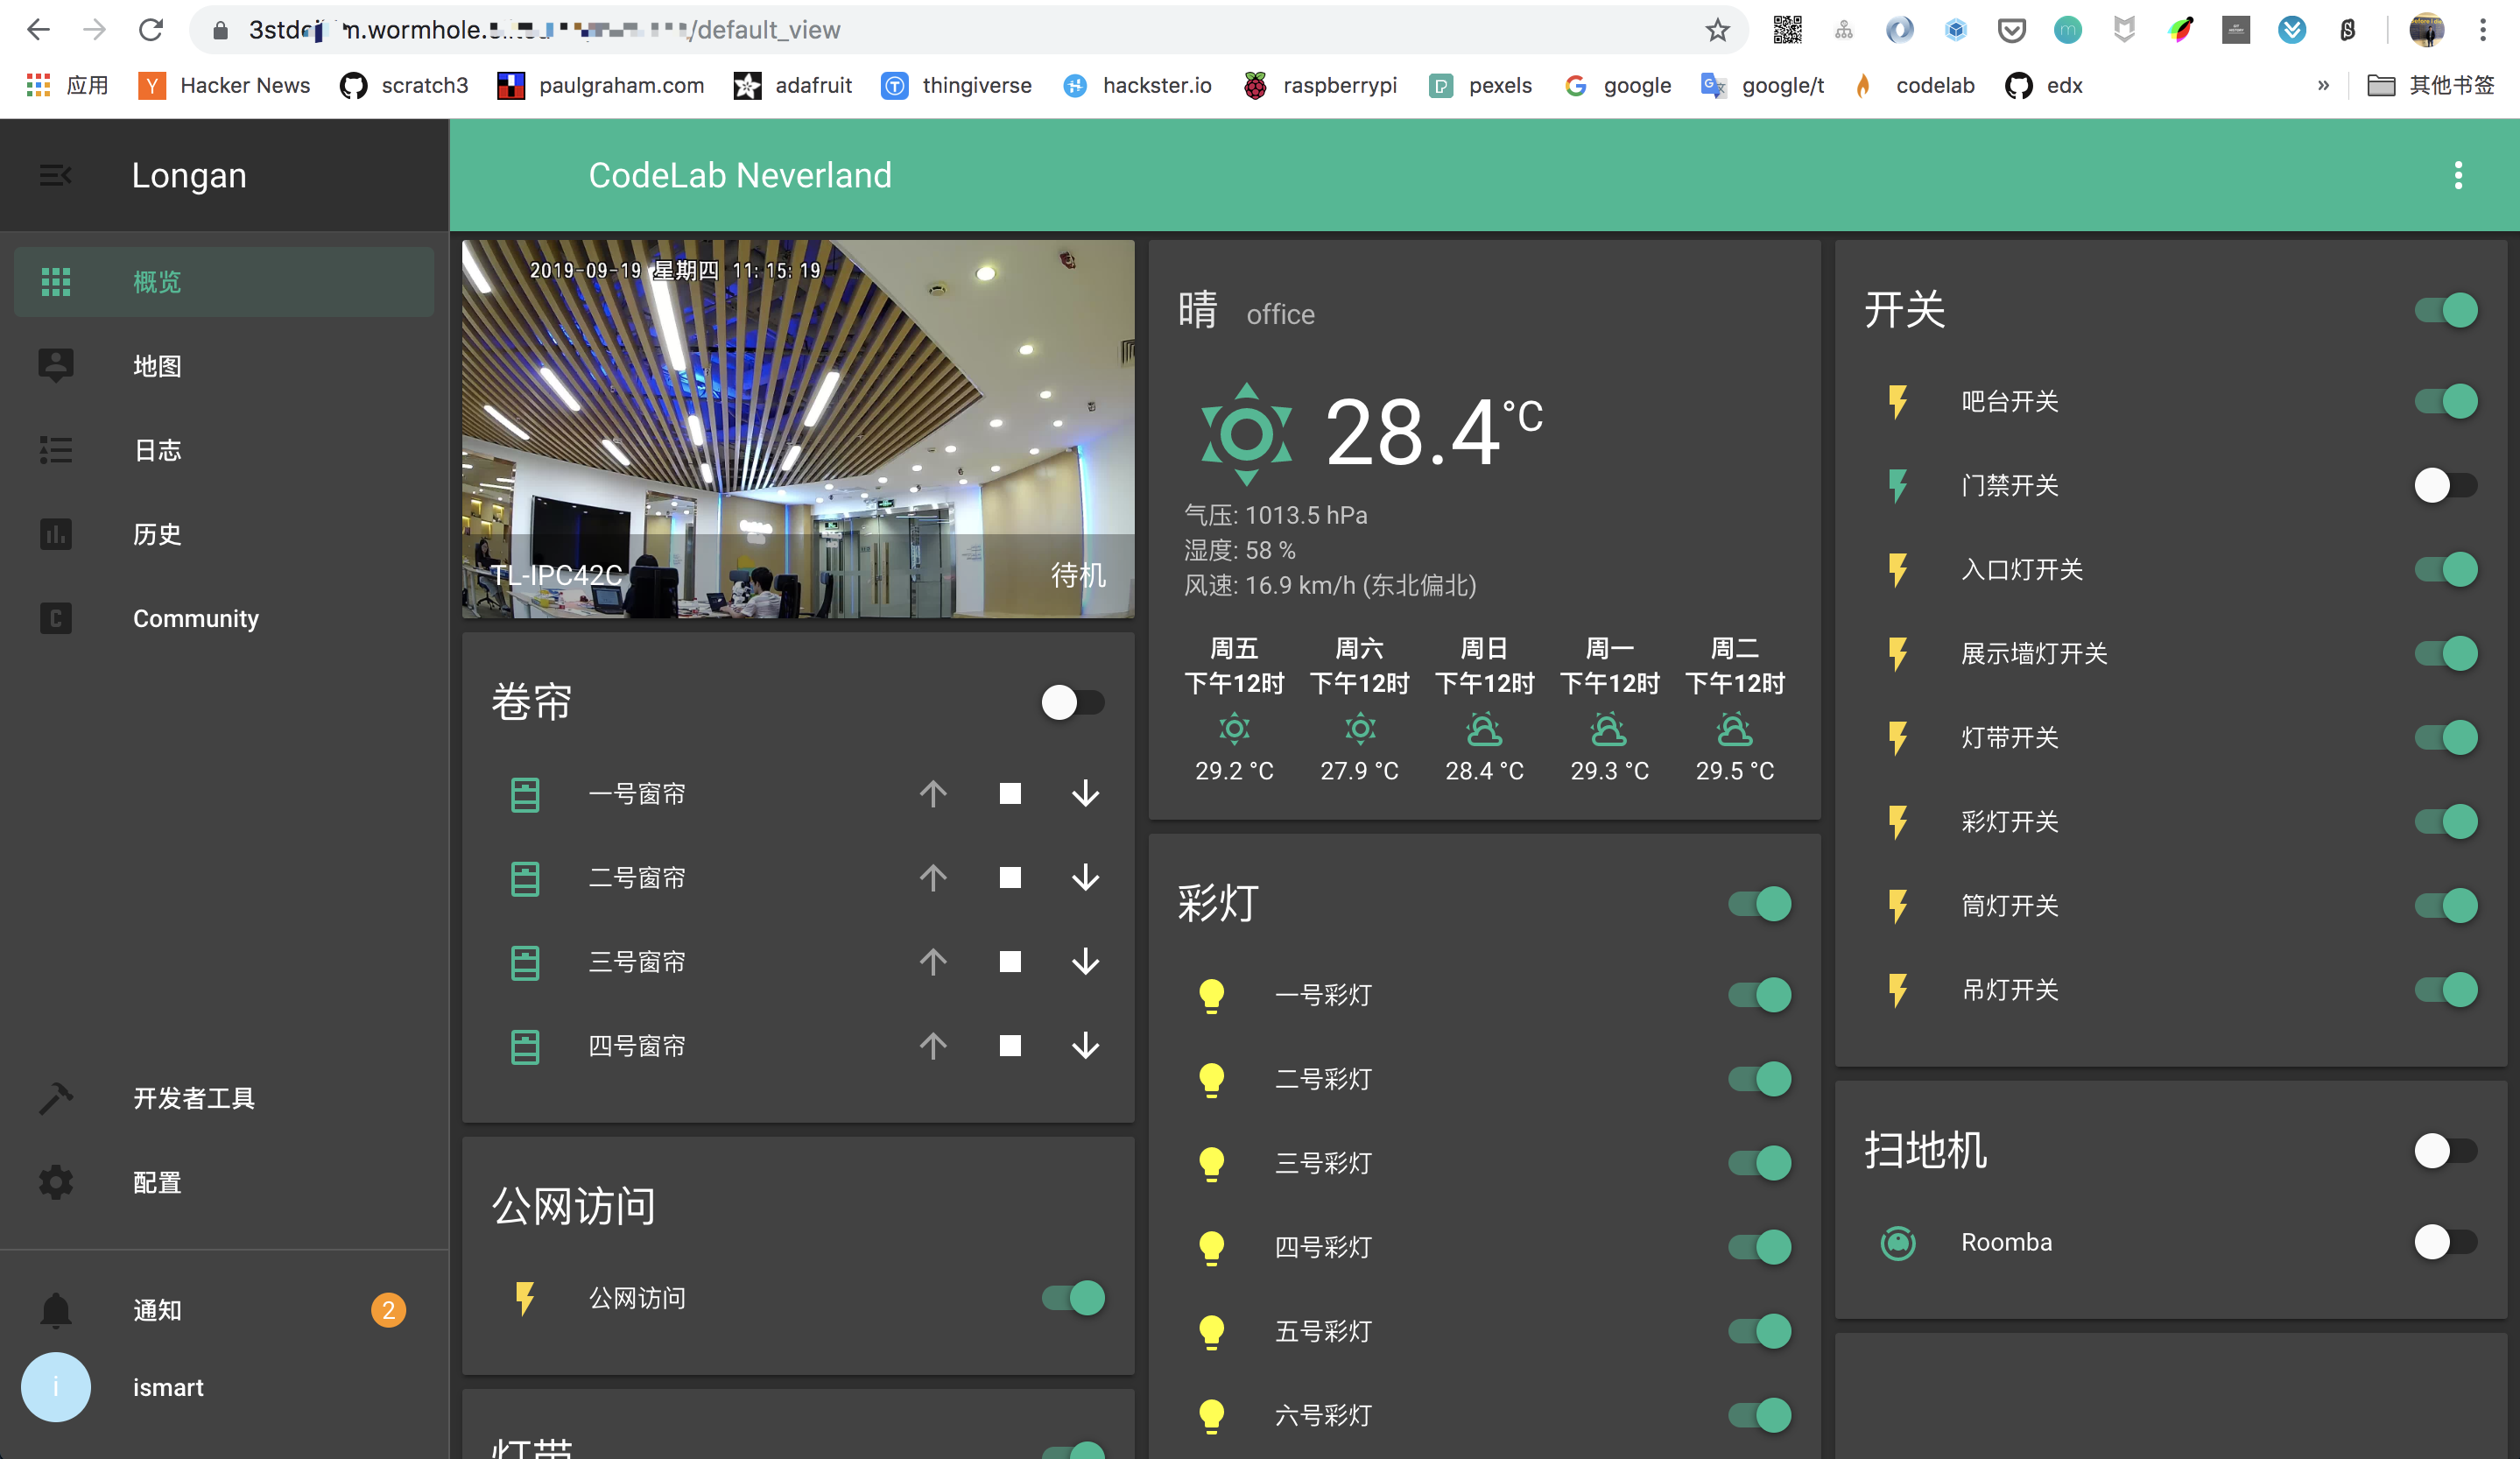 /default_view
应用
Hacker News
scratch3
paulgraham.com
adafruit
thingiverse
hackster.io
raspberrypi
pexels
google
google/t
codelab
edx
»
其他书签
Longan
CodeLab Neverland
概览
地图
日志
历史
Community
开发者工具
配置
通知
2
i
ismart
2019-09-19 星期四 11:15:19
TL-IPC42C
待机
卷帘
一号窗帘
二号窗帘
三号窗帘
四号窗帘
公网访问
公网访问
灯带
晴 office
28.4°C
气压: 1013.5 hPa
湿度: 58 %
风速: 16.9 km/h (东北偏北)
周五 周六 周日 周一 周二
下午12时 下午12时 下午12时 下午12时 下午12时
29.2 °C 27.9 °C 28.4 °C 29.3 °C 29.5 °C
彩灯
一号彩灯
二号彩灯
三号彩灯
四号彩灯
五号彩灯
六号彩灯
开关
吧台开关
门禁开关
入口灯开关
展示墙灯开关
灯带开关
彩灯开关
筒灯开关
吊灯开关
扫地机
Roomba